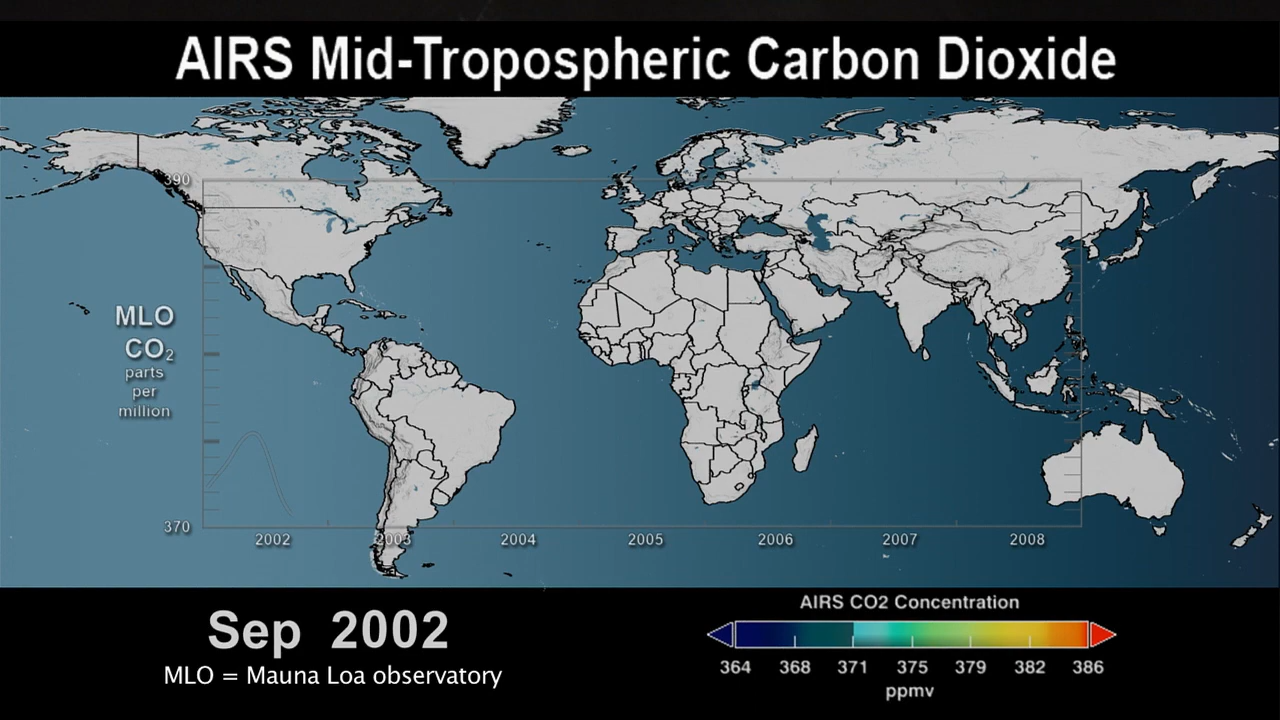 AIRS Mid-Tropospheric Carbon Dioxide
390
MLO
CO₂
parts
per
million
370
2002 2003 2004 2005 2006 2007 2008
Sep 2002
MLO = Mauna Loa observatory
AIRS CO2 Concentration
364 368 371 375 379 382 386
ppmv